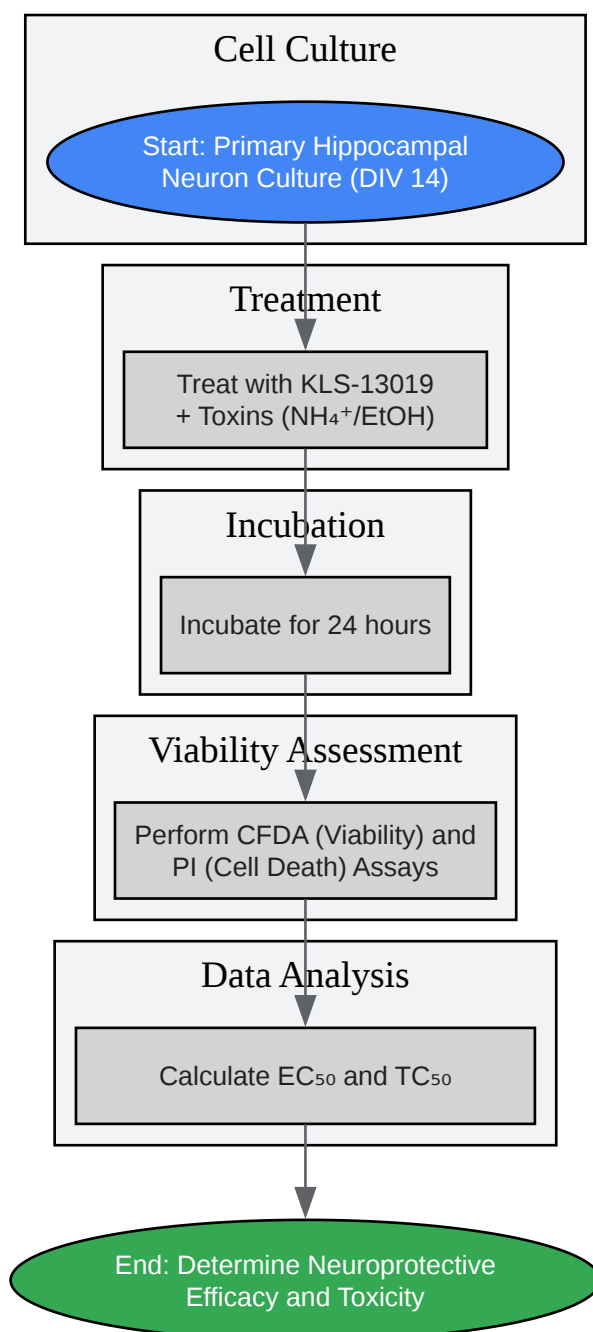 Cell Culture
Start: Primary Hippocampal
Neuron Culture (DIV 14)
Treatment
Treat with KLS-13019
+ Toxins (NH₄⁺/EtOH)
Incubation
Incubate for 24 hours
Viability Assessment
Perform CFDA (Viability) and
PI (Cell Death) Assays
Data Analysis
Calculate EC₅₀ and TC₅₀
End: Determine Neuroprotective
Efficacy and Toxicity